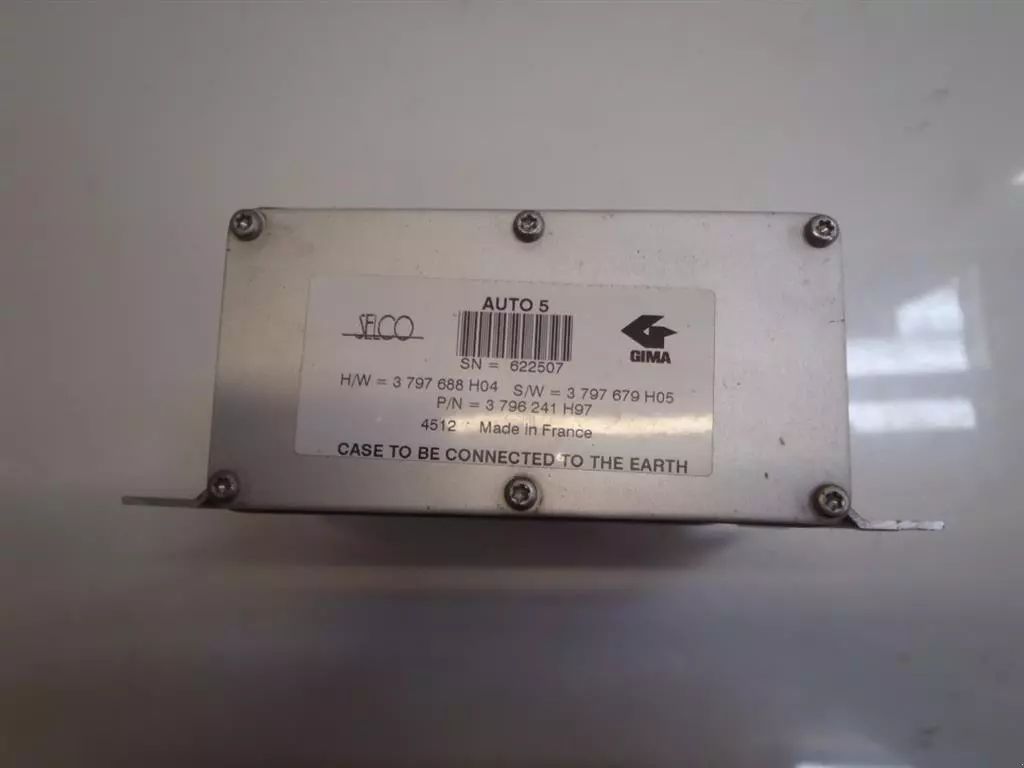 AUTO 5
SELCO
GIMA
SN = 622507
H/W = 3 797 688 H04 S/W = 3 797 679 H05
P/N = 3 796 241 H97
4512 Made in France
CASE TO BE CONNECTED TO THE EARTH